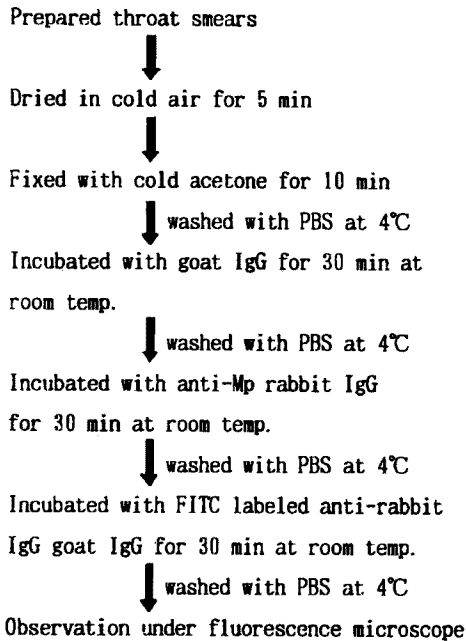 Prepared throat smears
Dried in cold air for 5 min
Fixed with cold acetone for 10 min
washed with PBS at 4℃
Incubated with goat IgG for 30 min at
room temp.
washed with PBS at 4℃
Incubated with anti-Mp rabbit IgG
for 30 min at room temp.
washed with PBS at 4℃
Incubated with FITC labeled anti-rabbit
IgG goat IgG for 30 min at room temp.
washed with PBS at 4℃
Observation under fluorescence microscope